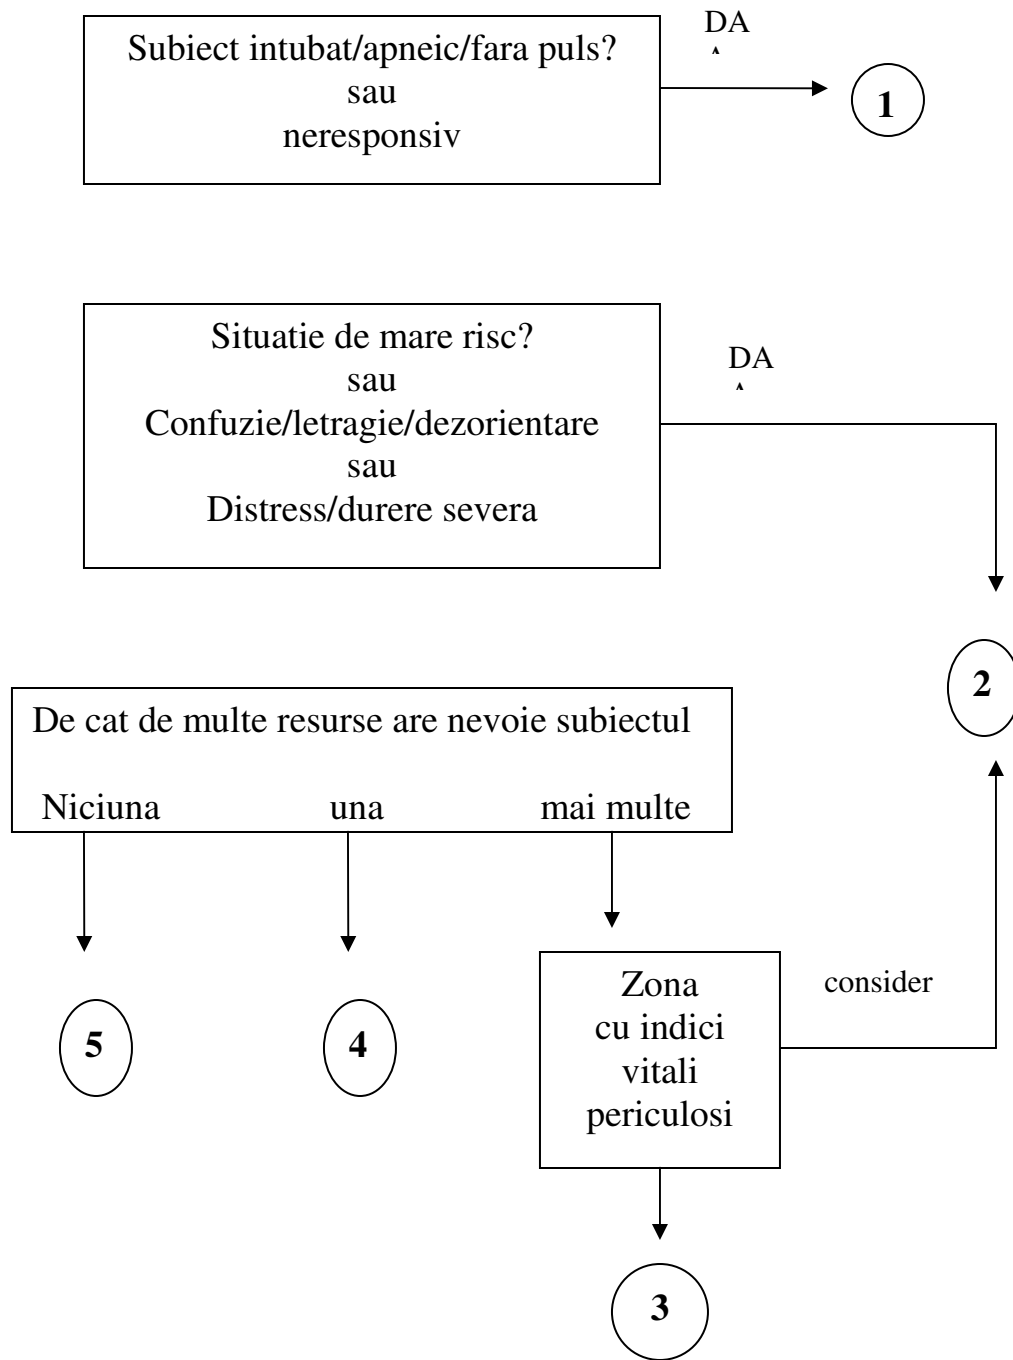 DA
Subiect intubat/apneic/fara puls?
sau
neresponsiv
1
Situatie de mare risc?
sau
Confuzie/letragie/dezorientare
sau
Distress/durere severa
DA
2
De cat de multe resurse are nevoie subiectul
Niciuna una mai multe
Zona
cu indici
vitali
periculosi
consider
5
4
3